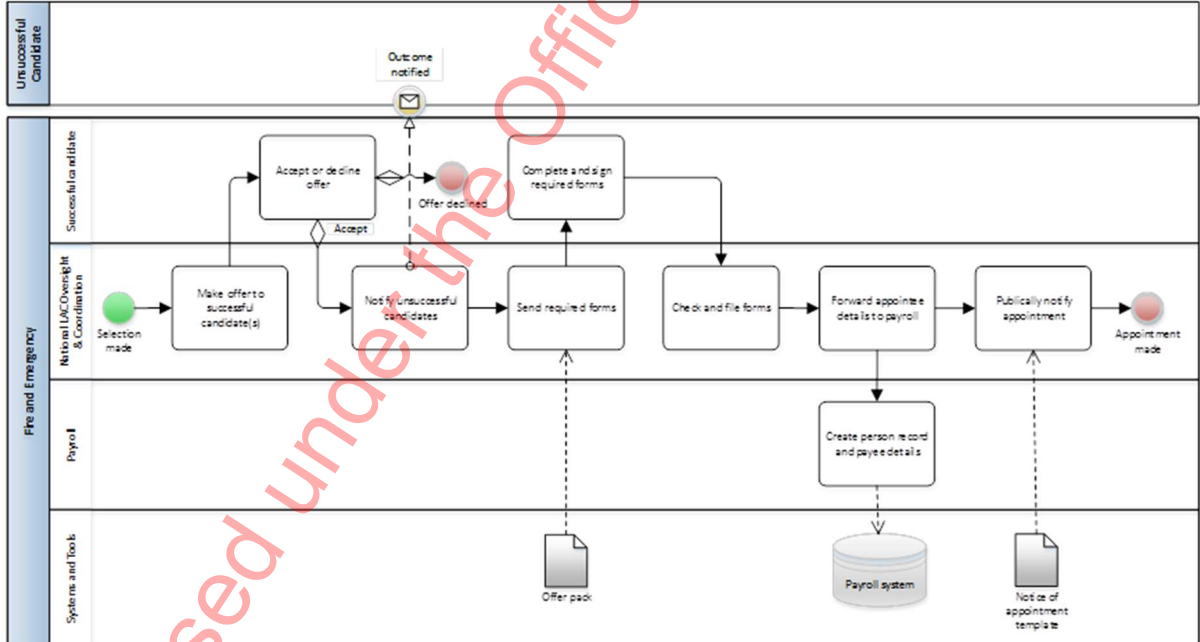 Unsuccessful
Candidate
Outcome
notified
Fire and Emergency
Successful candidate
Accept or decline
offer
Offer declined
Accept
Complete and sign
required forms
National LAC Oversight
& Coordination
Selection
made
Make offer to
successful
candidate(s)
Notify unsuccessful
candidates
Send required forms
Check and file forms
Forward appointee
details to payroll
Publically notify
appointment
Appointment
made
Payroll
Create person record
and payee details
Systems and Tools
Offer pack
Payroll system
Notice of
appointment
template
sed under the Offic